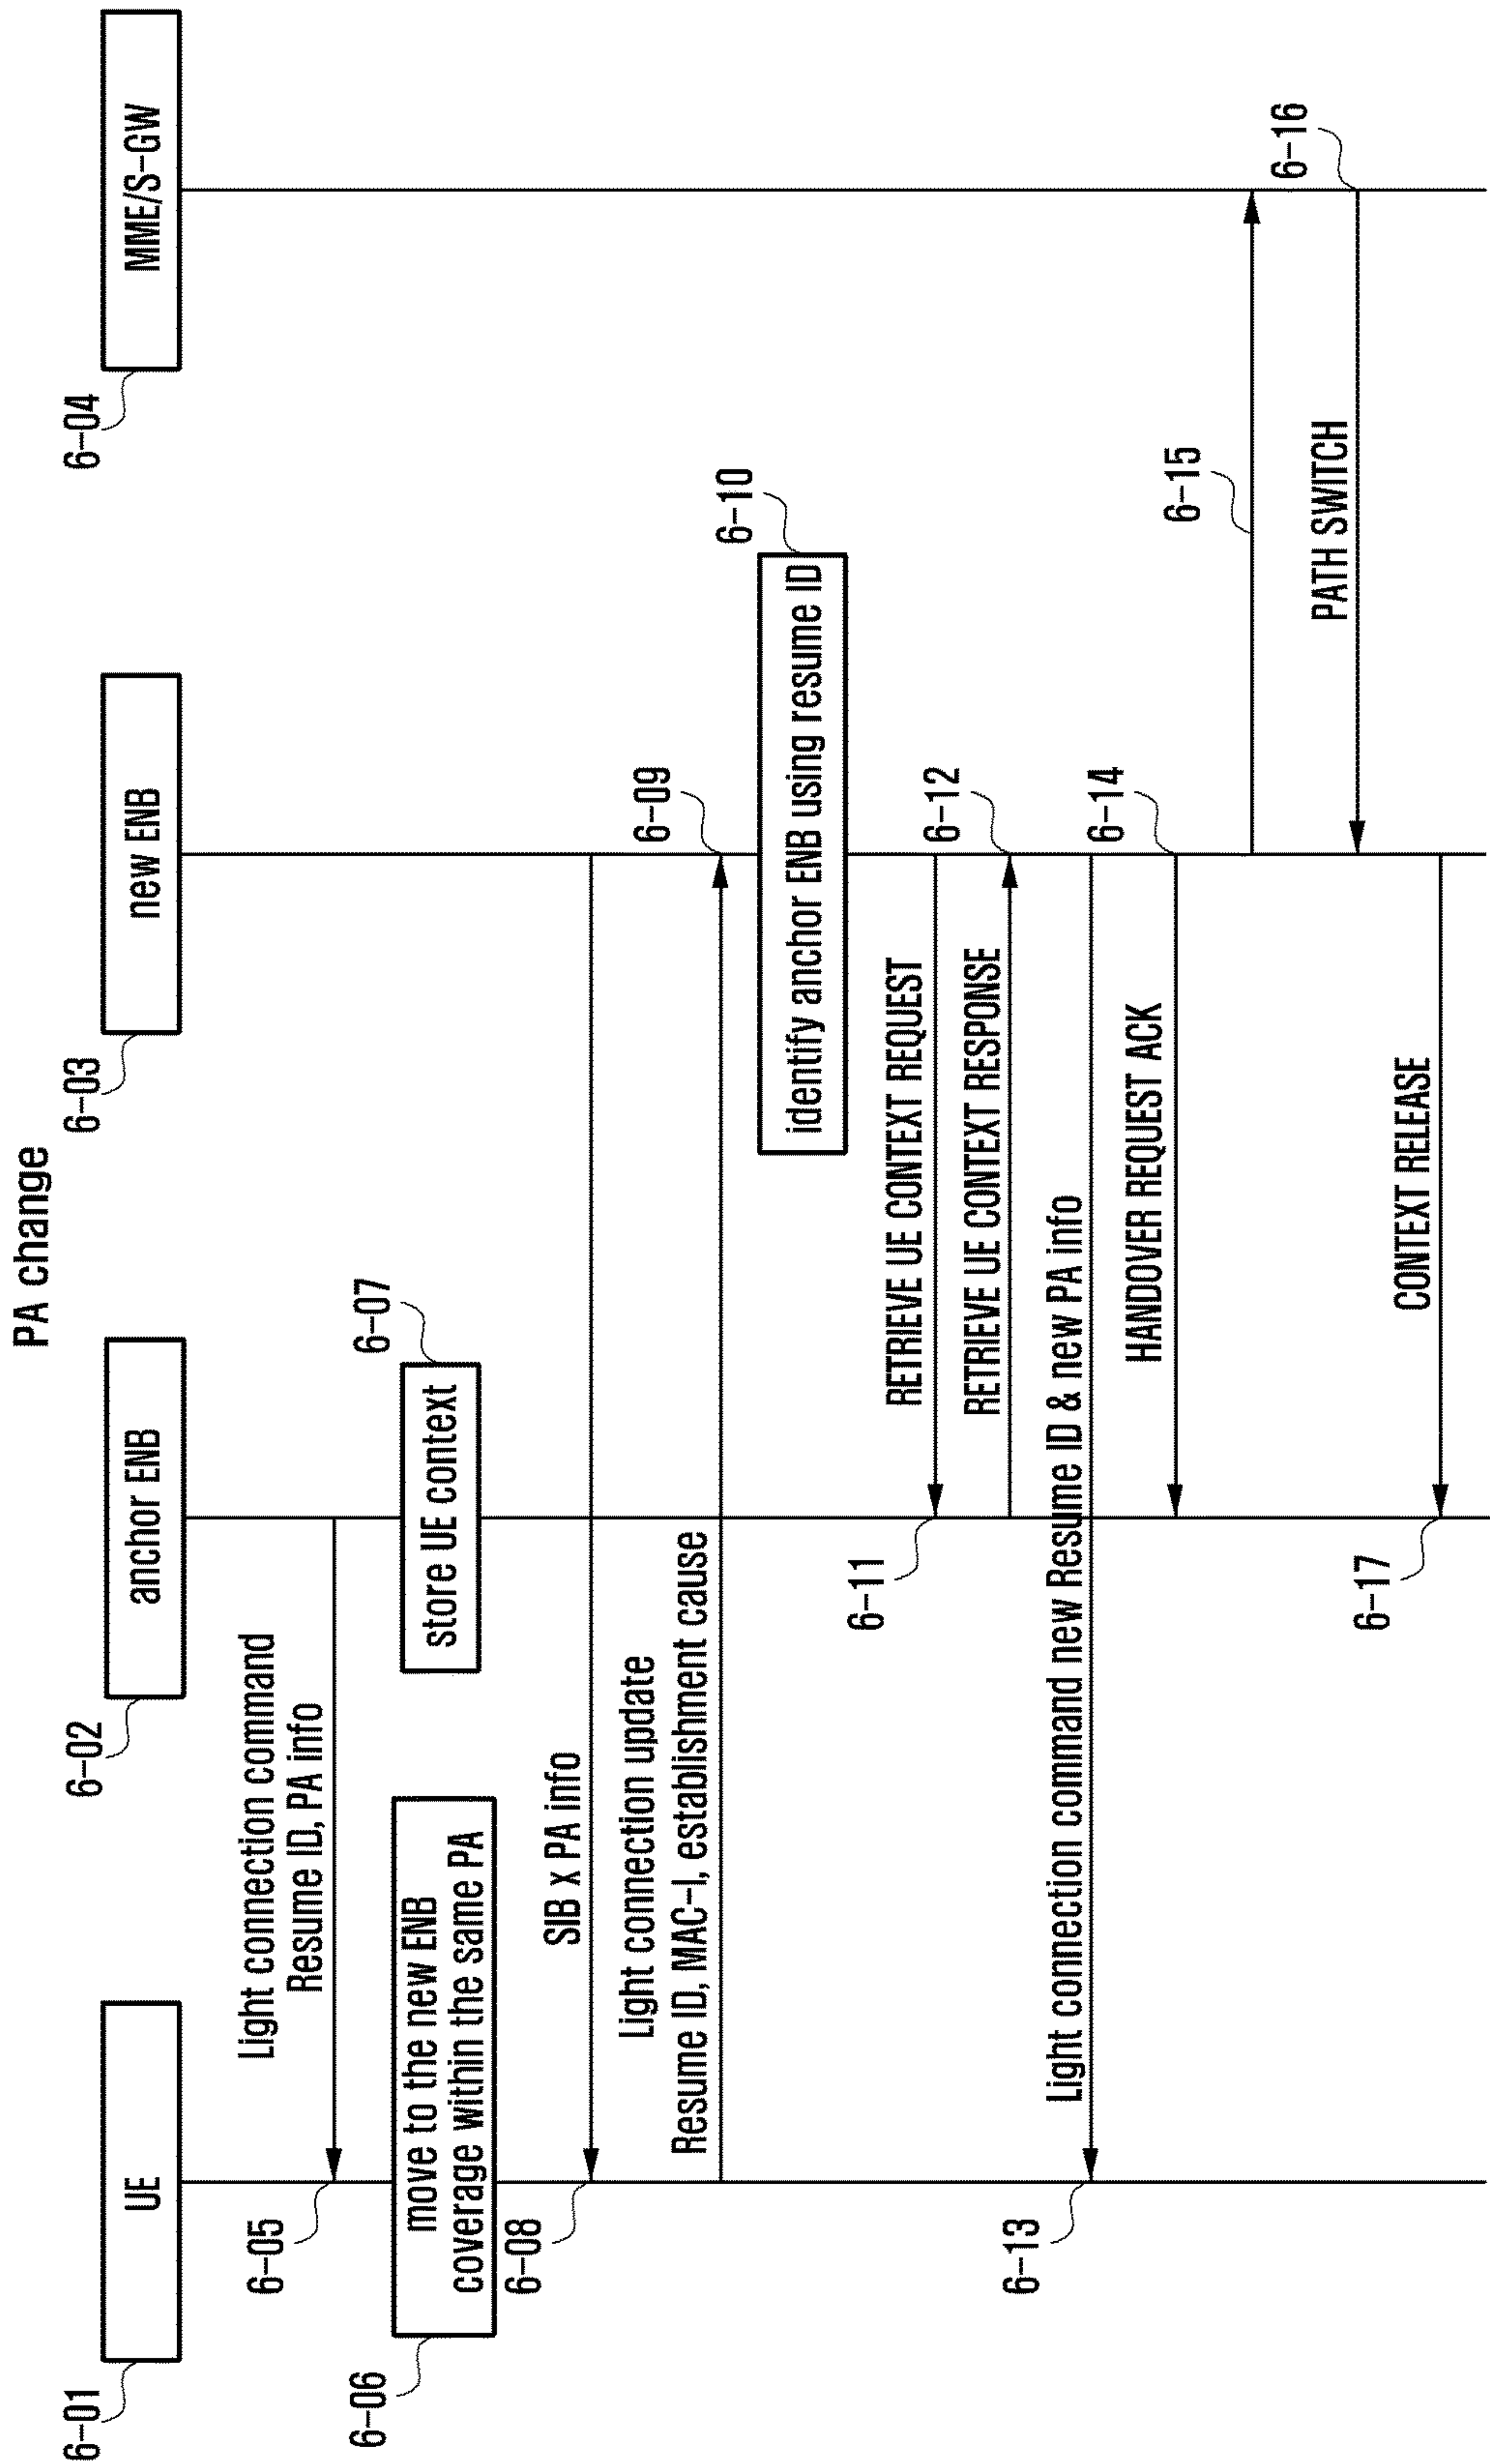 PA change
6-01
UE
6-02
anchor ENB
6-03
new ENB
6-04
MME/S-GW
Light connection command
Resume ID, PA info
6-05
6-06
move to the new ENB
coverage within the same PA
store UE context
6-07
SIB x PA info
6-08
Light connection update
Resume ID, MAC-I, establishment cause
6-09
identify anchor ENB using resume ID
6-10
RETRIEVE UE CONTEXT REQUEST
6-11
RETRIEVE UE CONTEXT RESPONSE
6-12
Light connection command new Resume ID & new PA info
6-13
HANDOVER REQUEST ACK
6-14
6-15
PATH SWITCH
6-16
CONTEXT RELEASE
6-17